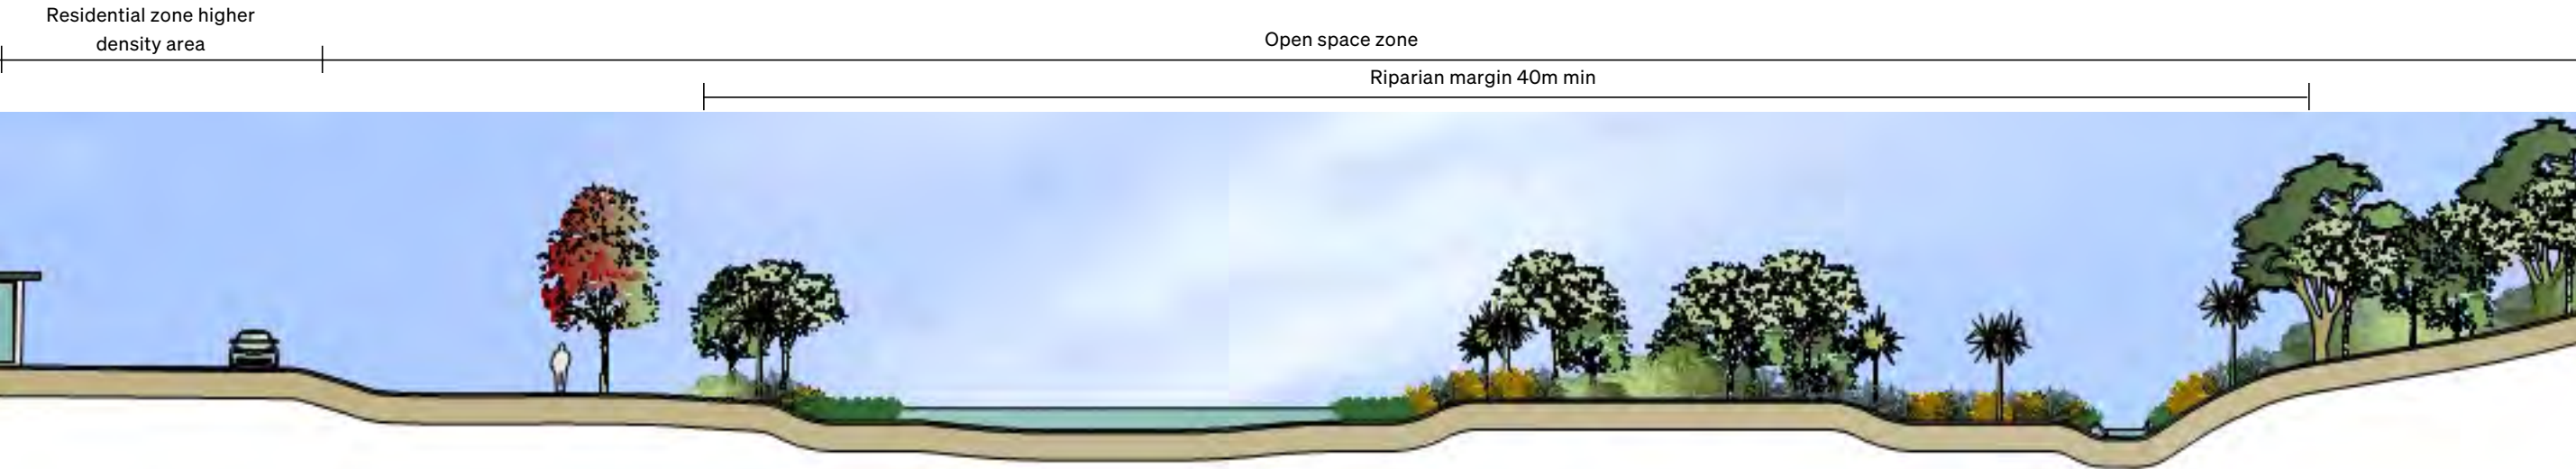 Residential zone higher
density area
Open space zone
Riparian margin 40m min